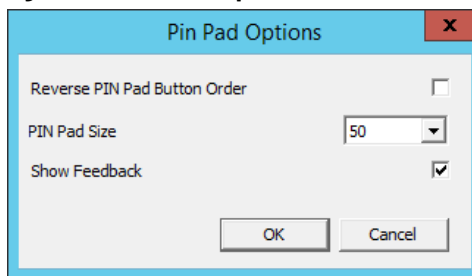 Pin Pad Options
x
Reverse PIN Pad Button Order
PIN Pad Size 50
Show Feedback
OK Cancel